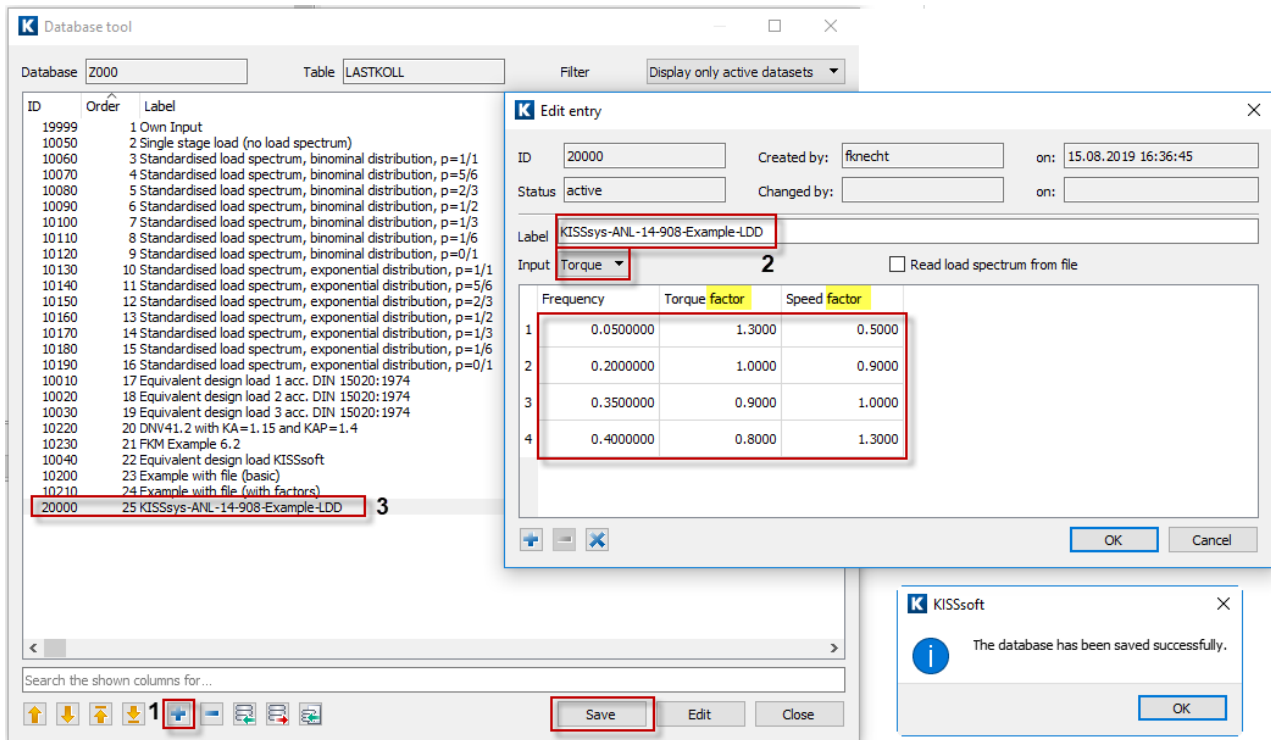 Database tool
Database Z000 Table LASTKOLL Filter Display only active datasets
ID Order Label
19999 1 Own Input
10050 2 Single stage load (no load spectrum)
10060 3 Standardised load spectrum, binominal distribution, p=1/1
10070 4 Standardised load spectrum, binominal distribution, p=5/6
10080 5 Standardised load spectrum, binominal distribution, p=2/3
10090 6 Standardised load spectrum, binominal distribution, p=1/2
10100 7 Standardised load spectrum, binominal distribution, p=1/3
10110 8 Standardised load spectrum, binominal distribution, p=1/6
10120 9 Standardised load spectrum, binominal distribution, p=0/1
10130 10 Standardised load spectrum, exponential distribution, p=1/1
10140 11 Standardised load spectrum, exponential distribution, p=5/6
10150 12 Standardised load spectrum, exponential distribution, p=2/3
10160 13 Standardised load spectrum, exponential distribution, p=1/2
10170 14 Standardised load spectrum, exponential distribution, p=1/3
10180 15 Standardised load spectrum, exponential distribution, p=1/6
10190 16 Standardised load spectrum, exponential distribution, p=0/1
10010 17 Equivalent design load 1 acc. DIN 15020:1974
10020 18 Equivalent design load 2 acc. DIN 15020:1974
10030 19 Equivalent design load 3 acc. DIN 15020:1974
10220 20 DNV41.2 with KA=1.15 and KAP=1.4
10230 21 FKM Example 6.2
10040 22 Equivalent design load KISSsoft
10200 23 Example with file (basic)
10210 24 Example with file (with factors)
20000 25 KISSsys-ANL-14-908-Example-LDD 3
Search the shown columns for...
1 Save Edit Close
Edit entry
ID 20000 Created by: fknecht on: 15.08.2019 16:36:45
Status active Changed by: on:
Label KISSsys-ANL-14-908-Example-LDD
Input Torque 2 Read load spectrum from file
Frequency Torque factor Speed factor
1 0.0500000 1.3000 0.5000
2 0.2000000 1.0000 0.9000
3 0.3500000 0.9000 1.0000
4 0.4000000 0.8000 1.3000
OK Cancel
KISSsoft
The database has been saved successfully.
OK